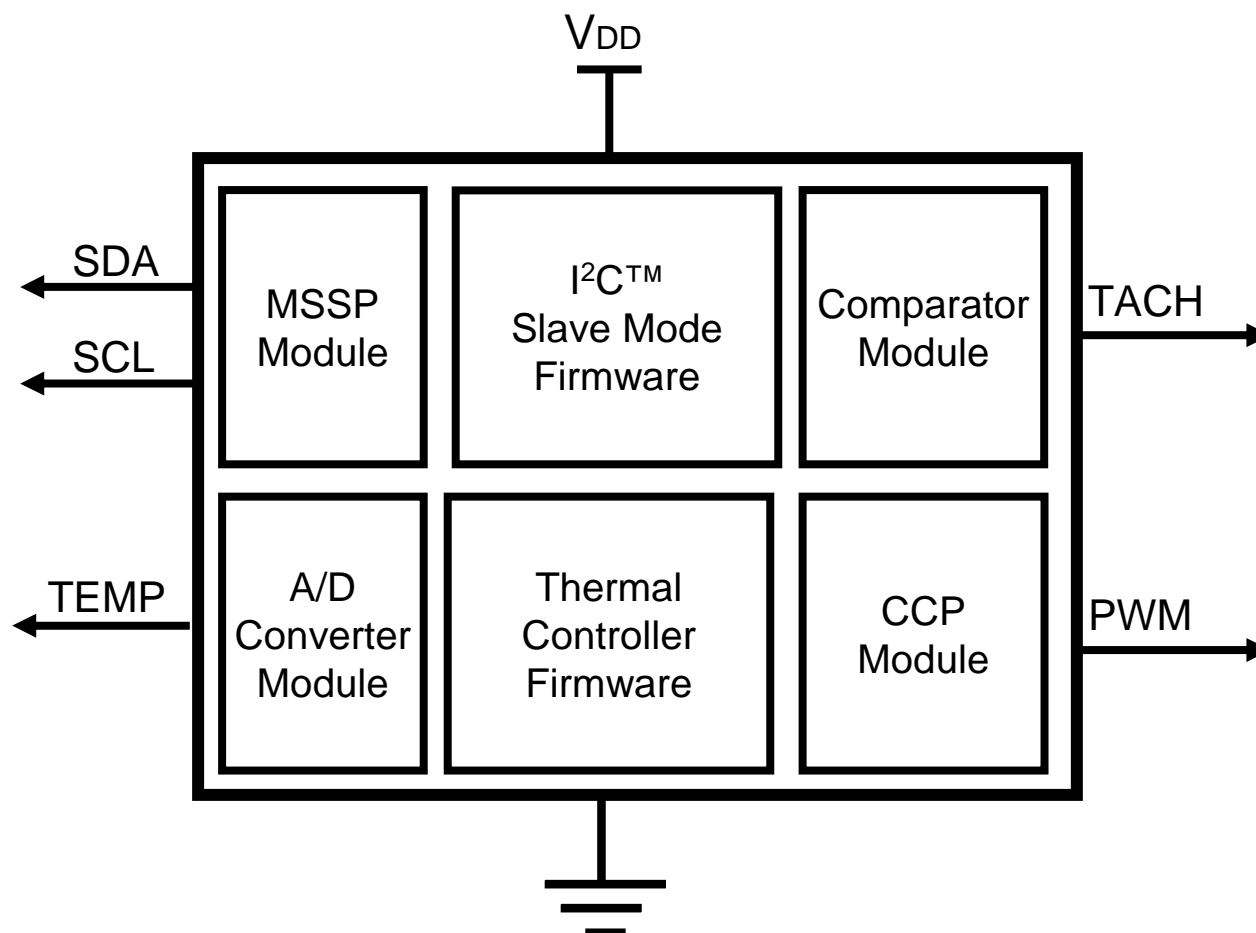 VDD
SDA
SCL
MSSP
Module
I²C™
Slave Mode
Firmware
Comparator
Module
TACH
TEMP
A/D
Converter
Module
Thermal
Controller
Firmware
CCP
Module
PWM